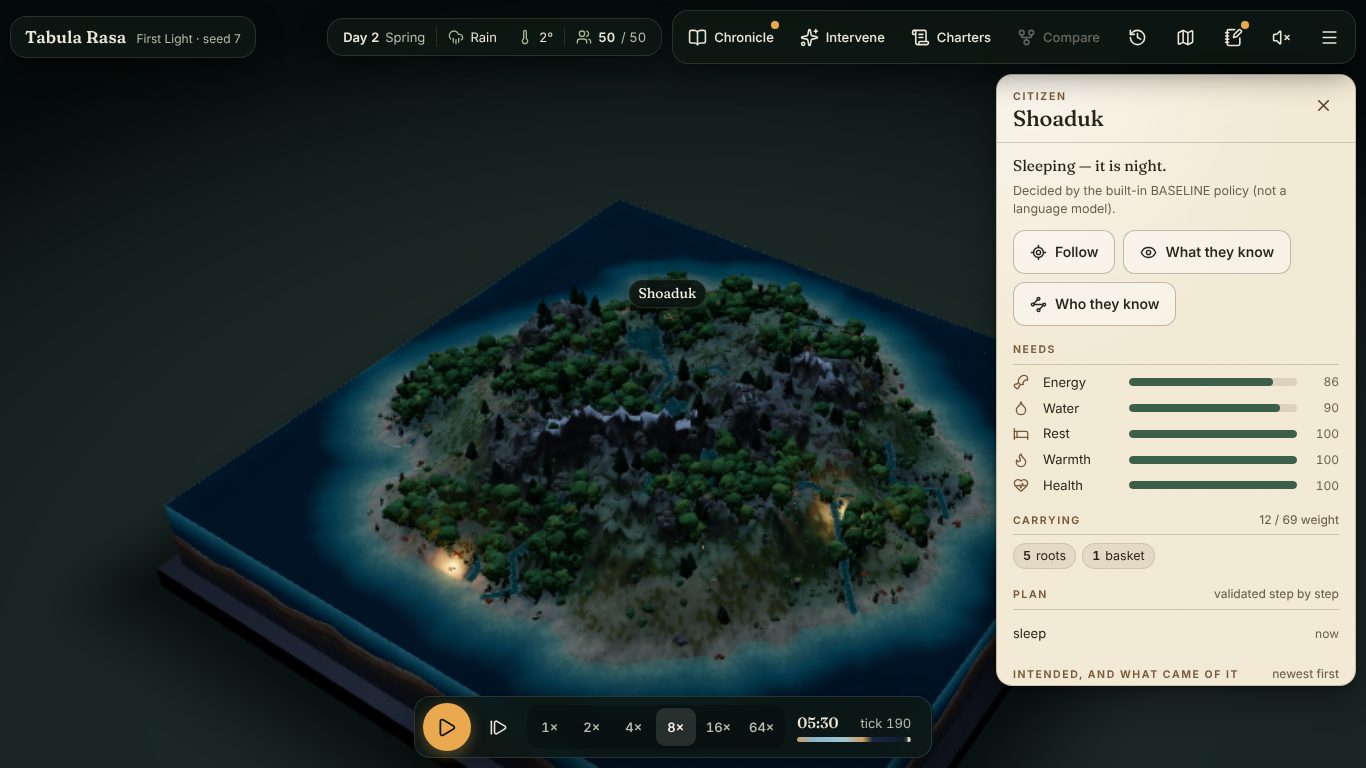 Tabula Rasa First Light · seed 7
Day 2 Spring Rain 2° 50 / 50
Chronicle Intervene Charters Compare
CITIZEN
Shoaduk
Sleeping — it is night.
Decided by the built-in BASELINE policy (not a
language model).
Follow What they know
Who they know
NEEDS
Energy 86
Water 90
Rest 100
Warmth 100
Health 100
CARRYING 12 / 69 weight
5 roots 1 basket
PLAN validated step by step
sleep now
INTENDED, AND WHAT CAME OF IT newest first
Shoaduk
1× 2× 4× 8× 16× 64× 05:30 tick 190